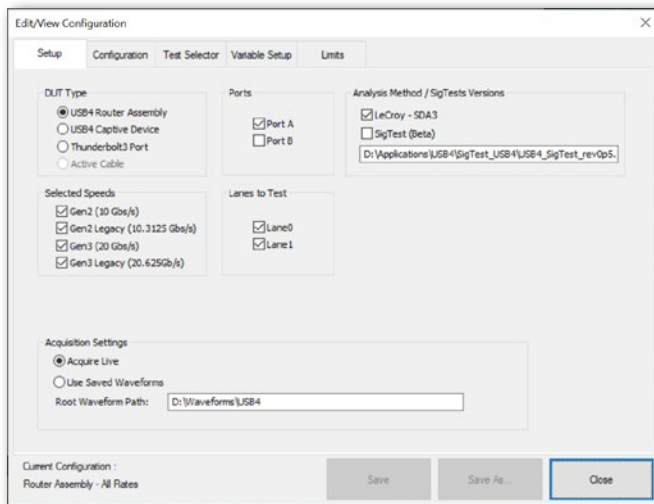 Edit/View Configuration
Setup Configuration Test Selector Variable Setup Limits
DUT Type
USB4 Router Assembly
USB4 Captive Device
Thunderbolt3 Port
Active Cable
Ports
Port A
Port B
Analysis Method / SigTests Versions
LeCroy - SDA3
SigTest (Beta)
D:\Applications\USB4\SigTest_USB4\USB4_SigTest_rev0p5.
Selected Speeds
Gen2 (10 Gbs/s)
Gen2 Legacy (10.3125 Gbs/s)
Gen3 (20 Gbs/s)
Gen3 Legacy (20.625Gb/s)
Lanes to Test
Lane0
Lane1
Acquisition Settings
Acquire Live
Use Saved Waveforms
Root Waveform Path: D:\Waveforms\USB4
Current Configuration :
Router Assembly - All Rates
Save Save As... Close